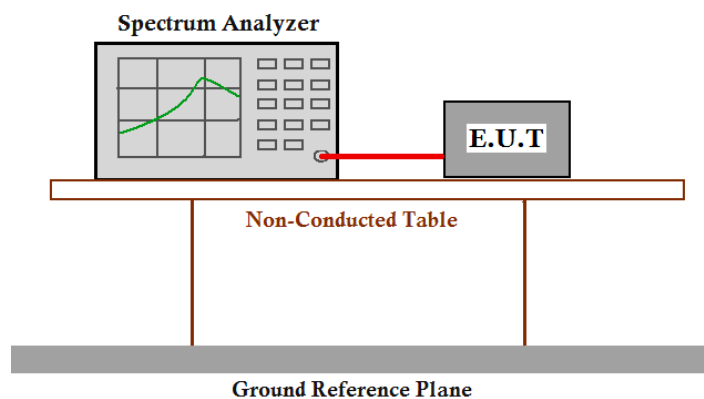 Spectrum Analyzer
E.U.T
Non-Conducted Table
Ground Reference Plane